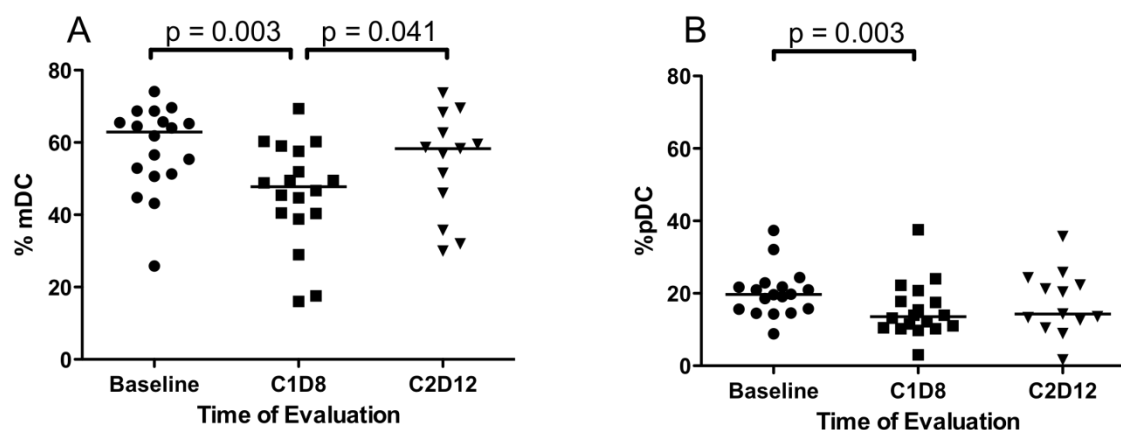 A
p = 0.003
p = 0.041
% mDC
80
60
40
20
0
Baseline
C1D8
C2D12
Time of Evaluation
B
p = 0.003
%pDC
80
60
40
20
0
Baseline
C1D8
C2D12
Time of Evaluation